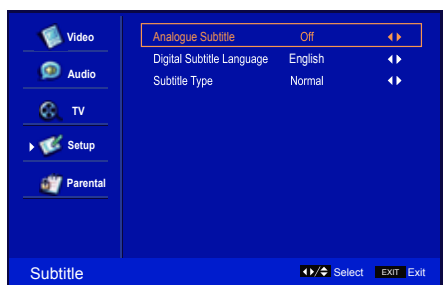 Video
Audio
TV
Setup
Parental
Analogue Subtitle Off
Digital Subtitle Language English
Subtitle Type Normal
Subtitle
Select EXIT Exit